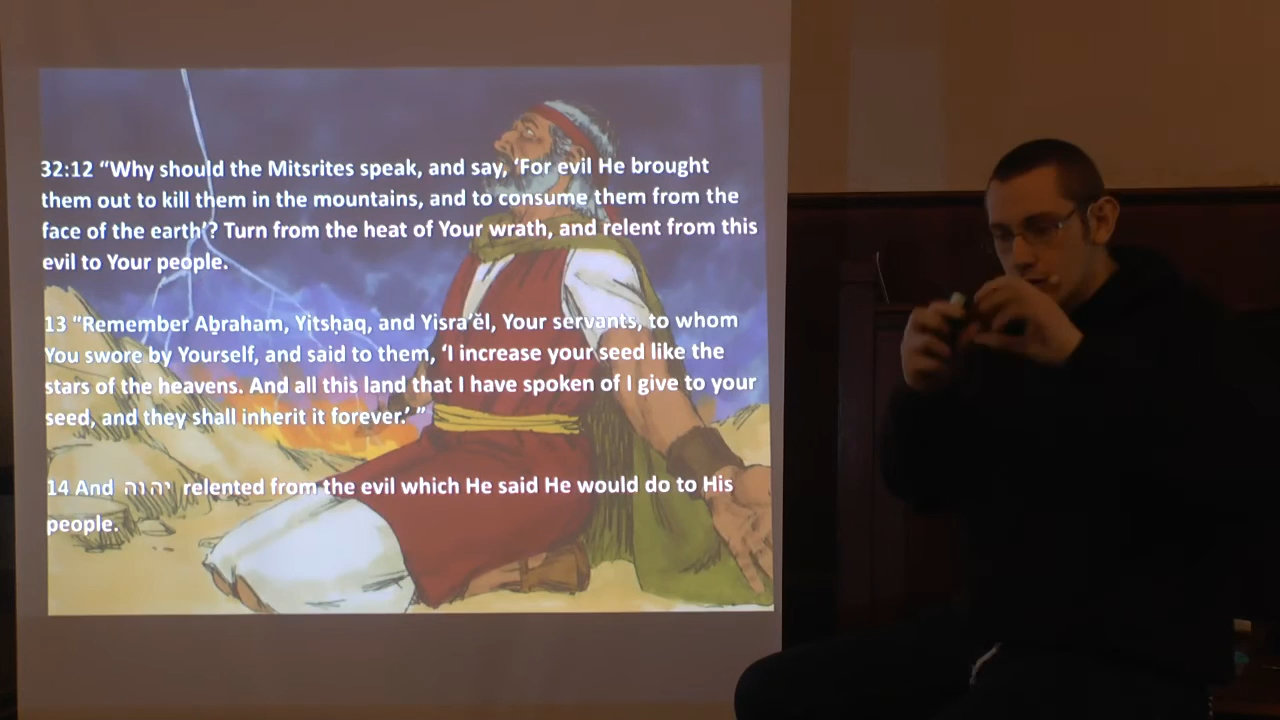 32:12 “Why should the Mitsrites speak, and say, ‘For evil He brought
them out to kill them in the mountains, and to consume them from the
face of the earth’? Turn from the heat of Your wrath, and relent from this
evil to Your people.
13 “Remember Aḇraham, Yitsḥaq, and Yisra’ĕl, Your servants, to whom
You swore by Yourself, and said to them, ‘I increase your seed like the
stars of the heavens. And all this land that I have spoken of I give to your
seed, and they shall inherit it forever.’ ”
14 And יהוה relented from the evil which He said He would do to His
people.